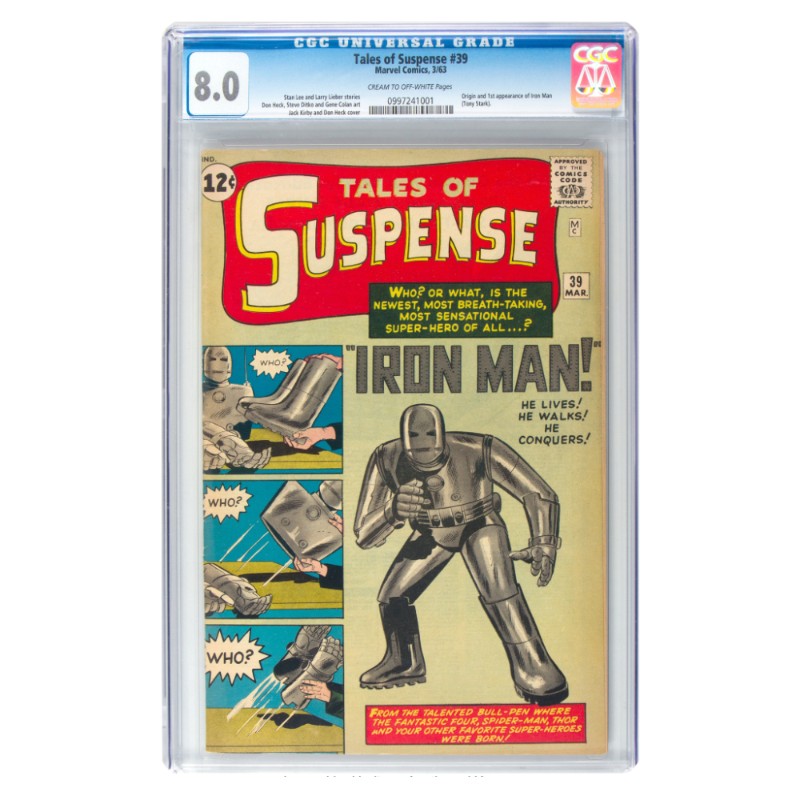 CGC UNIVERSAL GRADE
8.0
Tales of Suspense #39
Marvel Comics, 3/63
CREAM TO OFF-WHITE Pages
Stan Lee and Larry Lieber stories
Don Heck, Steve Ditko and Gene Colan art
Jack Kirby and Don Heck cover
0997241001
Origin and 1st appearance of Iron Man
(Tony Stark).
CGC
IND.
12¢
TALES OF
SUSPENSE
APPROVED
BY THE
COMICS
CODE
AUTHORITY
M
C
39
MAR.
WHO? OR WHAT, IS THE
NEWEST, MOST BREATH-TAKING,
MOST SENSATIONAL
SUPER-HERO OF ALL...?
"IRON MAN!"
HE LIVES!
HE WALKS!
HE
CONQUERS!
WHO?
WHO?
WHO?
FROM THE TALENTED BULL-PEN WHERE
THE FANTASTIC FOUR, SPIDER-MAN, THOR
AND YOUR OTHER FAVORITE SUPER-HEROES
WERE BORN!